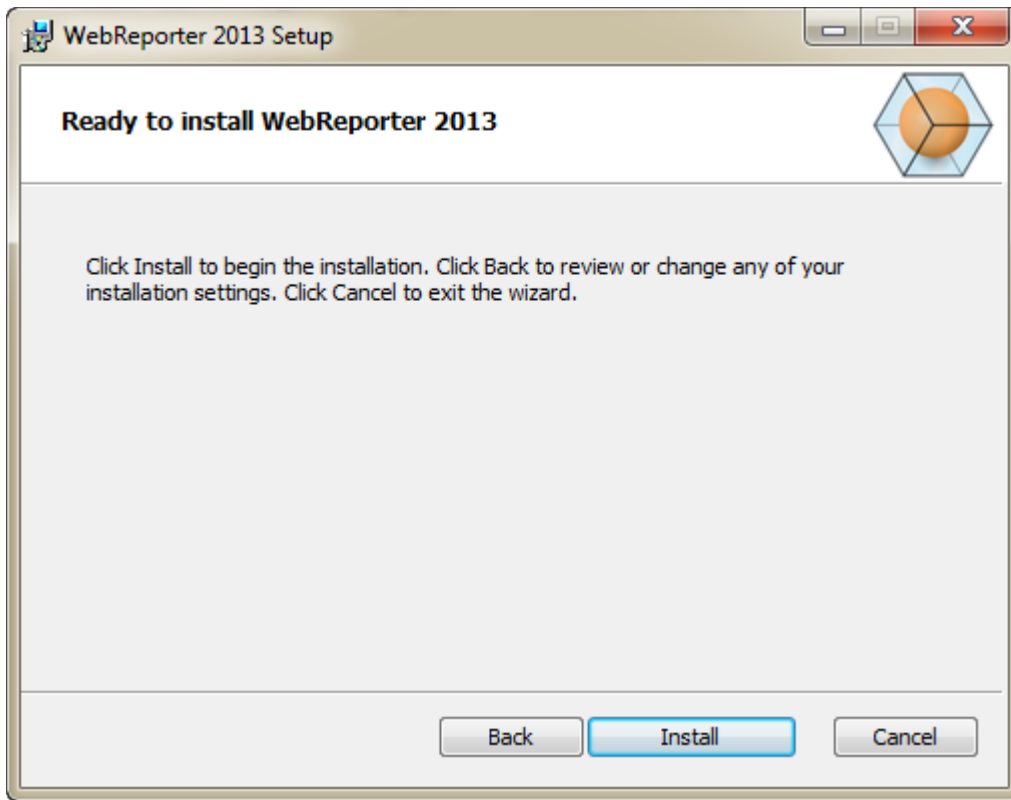 WebReporter 2013 Setup
Ready to install WebReporter 2013
Click Install to begin the installation. Click Back to review or change any of your
installation settings. Click Cancel to exit the wizard.
Back Install Cancel